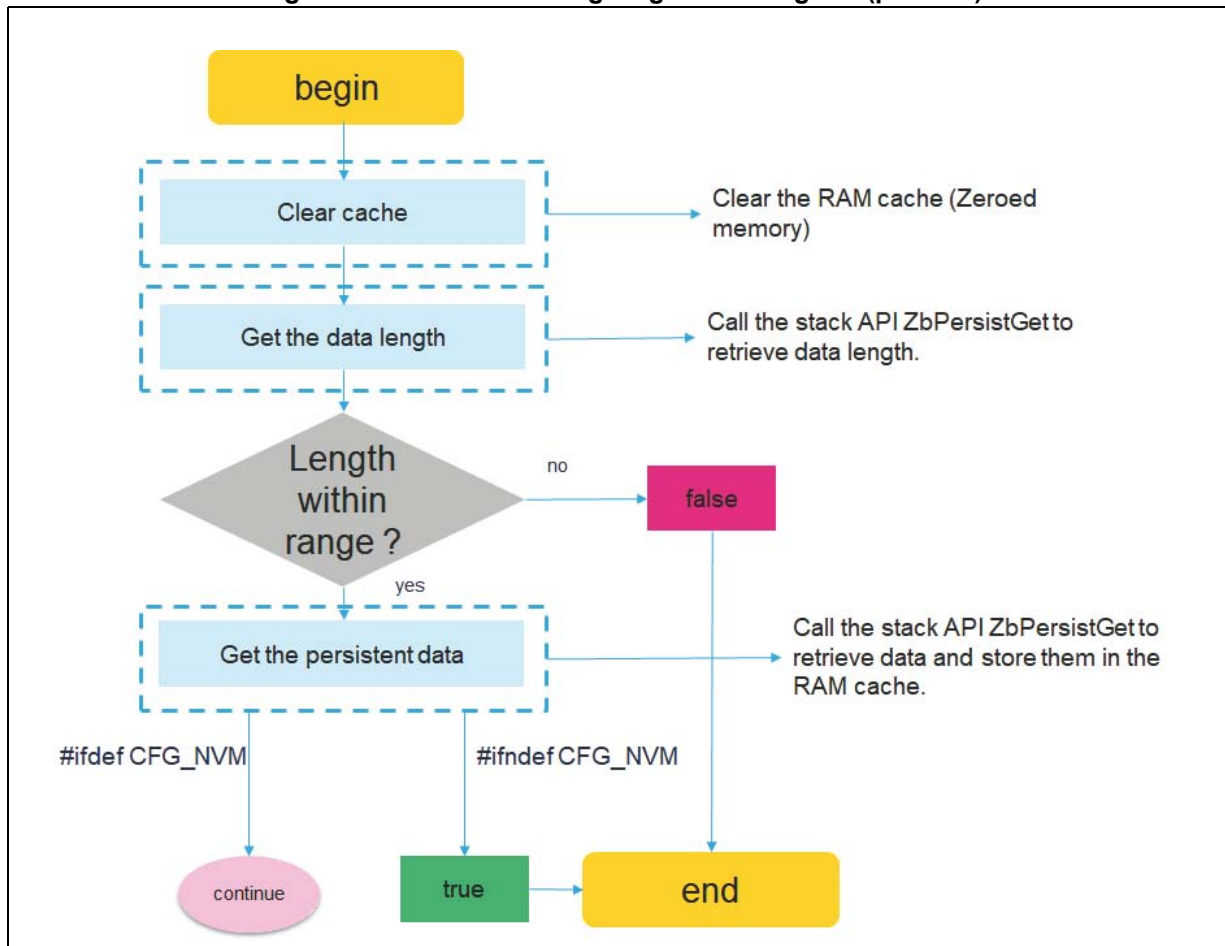 begin
Clear cache
Clear the RAM cache (Zeroed
memory)
Get the data length
Call the stack API ZbPersistGet to
retrieve data length.
Length
within
range ?
no
false
yes
Get the persistent data
Call the stack API ZbPersistGet to
retrieve data and store them in the
RAM cache.
#ifdef CFG_NVM
#ifndef CFG_NVM
continue
true
end